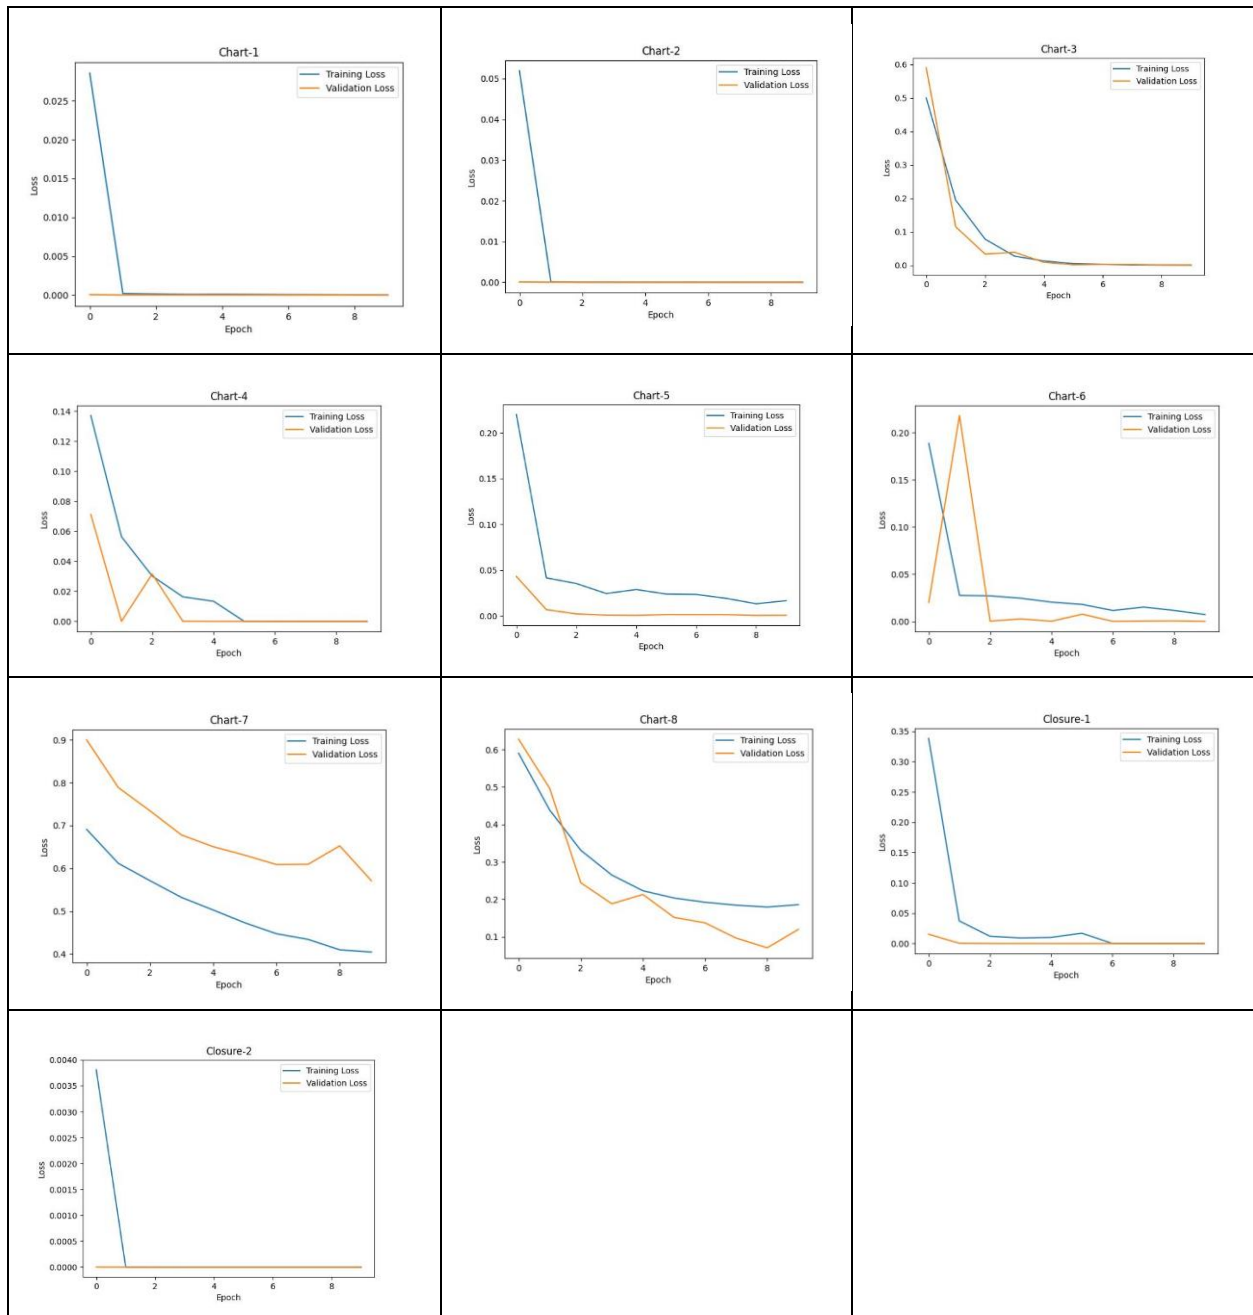 Chart-1
Training Loss
Validation Loss
0.025
0.020
0.015
0.010
0.005
0.000
Loss
0 2 4 6 8
Epoch
Chart-2
Training Loss
Validation Loss
0.05
0.04
0.03
0.02
0.01
0.00
Loss
0 2 4 6 8
Epoch
Chart-3
Training Loss
Validation Loss
0.6
0.5
0.4
0.3
0.2
0.1
0.0
Loss
0 2 4 6 8
Epoch
Chart-4
Training Loss
Validation Loss
0.14
0.12
0.10
0.08
0.06
0.04
0.02
0.00
Loss
0 2 4 6 8
Epoch
Chart-5
Training Loss
Validation Loss
0.20
0.15
0.10
0.05
0.00
Loss
0 2 4 6 8
Epoch
Chart-6
Training Loss
Validation Loss
0.20
0.15
0.10
0.05
0.00
Loss
0 2 4 6 8
Epoch
Chart-7
Training Loss
Validation Loss
0.9
0.8
0.7
0.6
0.5
0.4
Loss
0 2 4 6 8
Epoch
Chart-8
Training Loss
Validation Loss
0.6
0.5
0.4
0.3
0.2
0.1
Loss
0 2 4 6 8
Epoch
Closure-1
Training Loss
Validation Loss
0.35
0.30
0.25
0.20
0.15
0.10
0.05
0.00
Loss
0 2 4 6 8
Epoch
Closure-2
Training Loss
Validation Loss
0.0040
0.0035
0.0030
0.0025
0.0020
0.0015
0.0010
0.0005
0.0000
Loss
0 2 4 6 8
Epoch